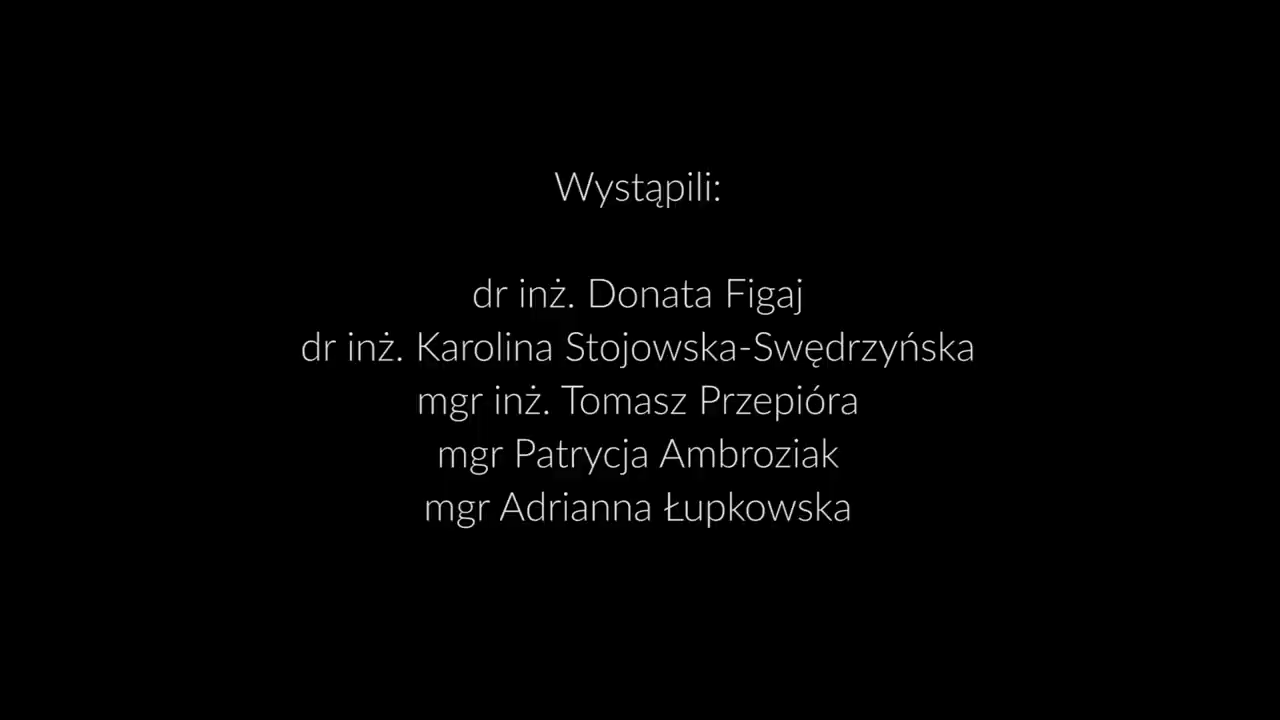 Wystąpili:
dr inż. Donata Figaj
dr inż. Karolina Stojowska-Swędrzyńska
mgr inż. Tomasz Przepióra
mgr Patrycja Ambroziak
mgr Adrianna Łupkowska